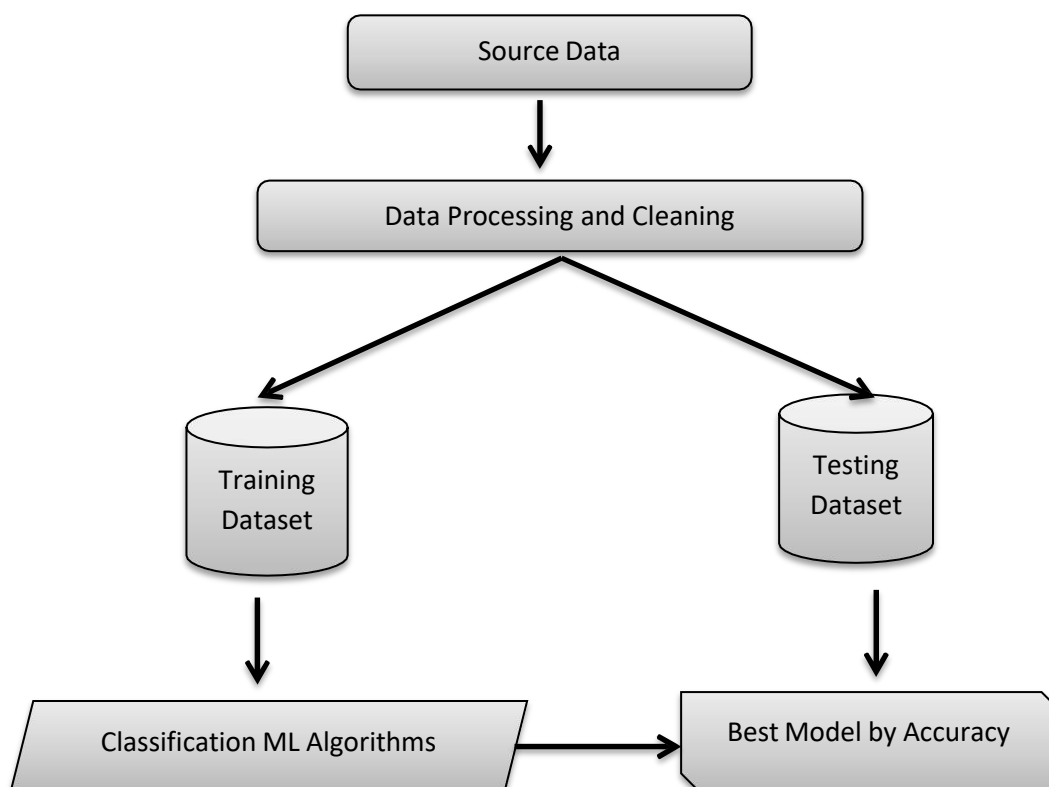 Source Data
Data Processing and Cleaning
Training
Dataset
Testing
Dataset
Classification ML Algorithms
Best Model by Accuracy